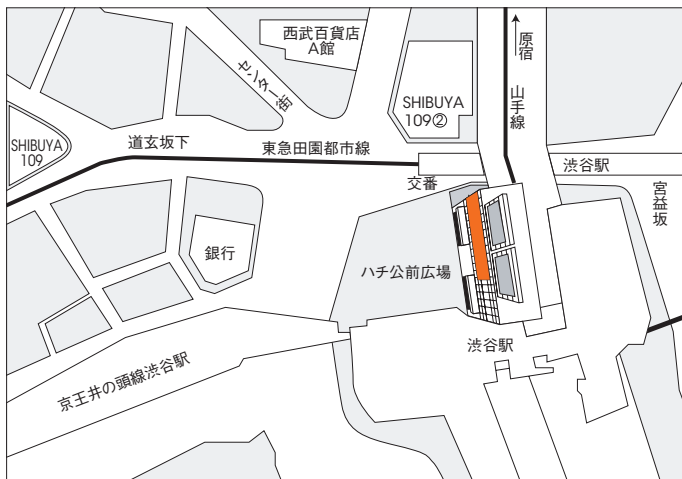 西武百貨店
A館
センター街
SHIBUYA
109②
原宿
山手線
SHIBUYA
109
道玄坂下
東急田園都市線
渋谷駅
交番
宮益坂
銀行
ハチ公前広場
渋谷駅
京王井の頭線渋谷駅